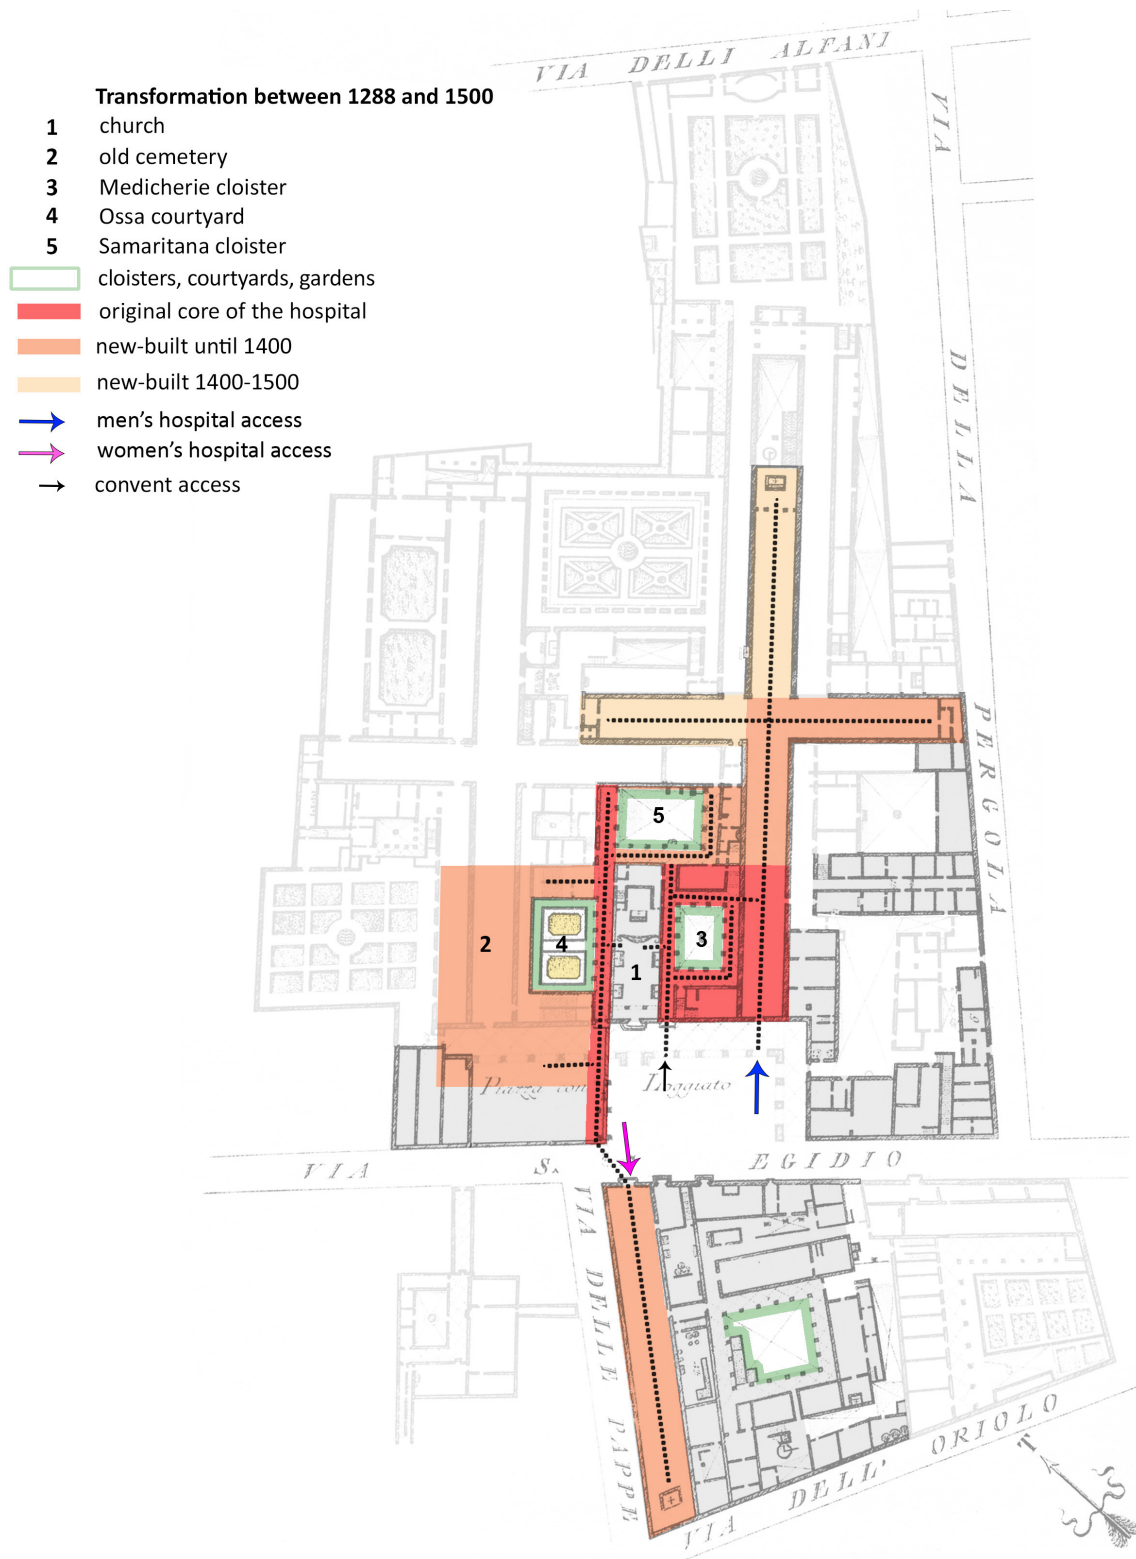 VIA DELLI ALFANI
Transformation between 1288 and 1500
1 church
2 old cemetery
3 Medicherie cloister
4 Ossa courtyard
5 Samaritana cloister
cloisters, courtyards, gardens
original core of the hospital
new-built until 1400
new-built 1400-1500
men's hospital access
women's hospital access
convent access
VIA DELLA PERGOLA
5
2
4
3
1
Piazza con Loggiato
VIA S. EGIDIO
VIA DELLE PAPPE
VIA DELL' ORIOLO
T